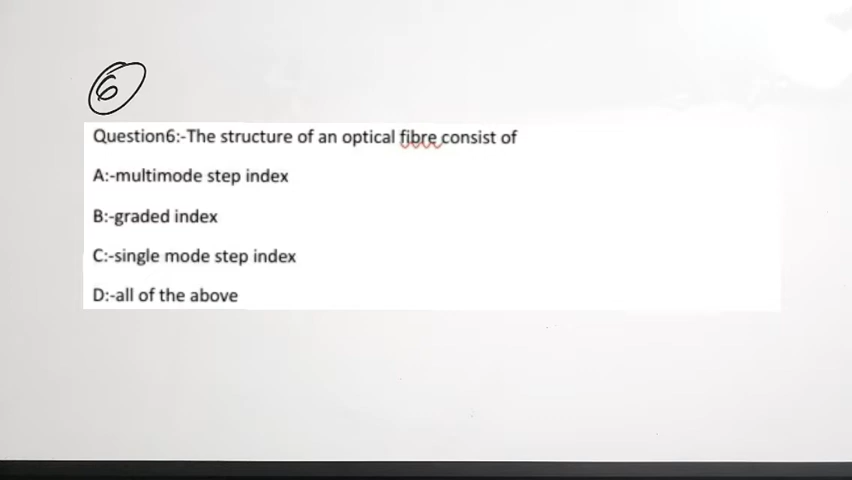 6
Question6:-The structure of an optical fibre consist of
A:-multimode step index
B:-graded index
C:-single mode step index
D:-all of the above